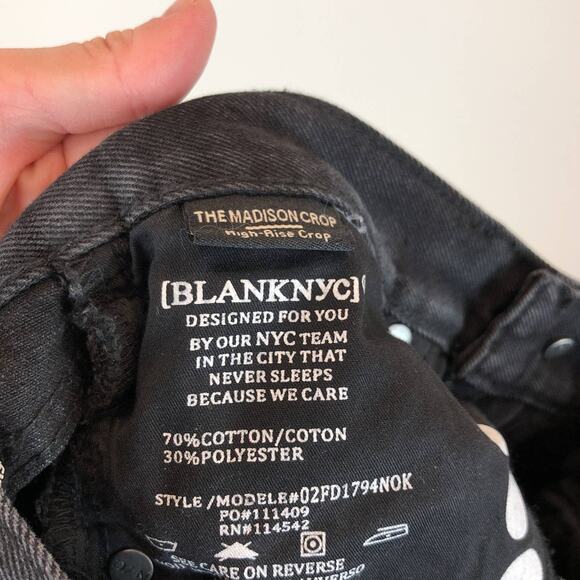 THE MADISON CROP
High-Rise Crop
[BLANKNYC]
DESIGNED FOR YOU
BY OUR NYC TEAM
IN THE CITY THAT
NEVER SLEEPS
BECAUSE WE CARE
70%COTTON/COTON
30%POLYESTER
STYLE/MODELE#02FD1794NOK
PO#111409
RN#114542
SEE CARE ON REVERSE